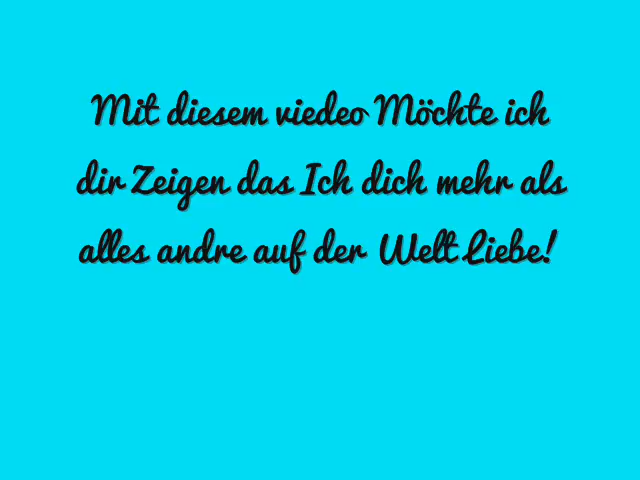 Mit diesem viedeo Möchte ich
dir Zeigen das Ich dich mehr als
alles andre auf der Welt Liebe!